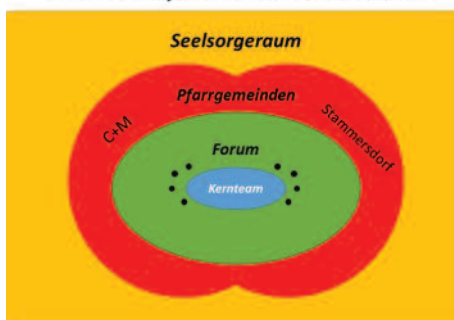 Seelsorgeraum
Pfarrgemeinden
C+M
Stammersdorf
Forum
Kernteam